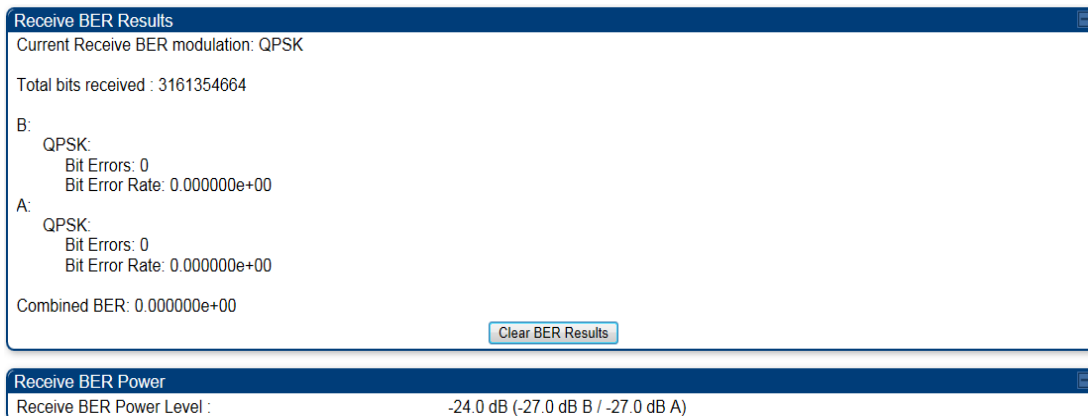 Receive BER Results
Current Receive BER modulation: QPSK
Total bits received : 3161354664
B:
QPSK:
Bit Errors: 0
Bit Error Rate: 0.000000e+00
A:
QPSK:
Bit Errors: 0
Bit Error Rate: 0.000000e+00
Combined BER: 0.000000e+00
Clear BER Results
Receive BER Power
Receive BER Power Level : -24.0 dB (-27.0 dB B / -27.0 dB A)